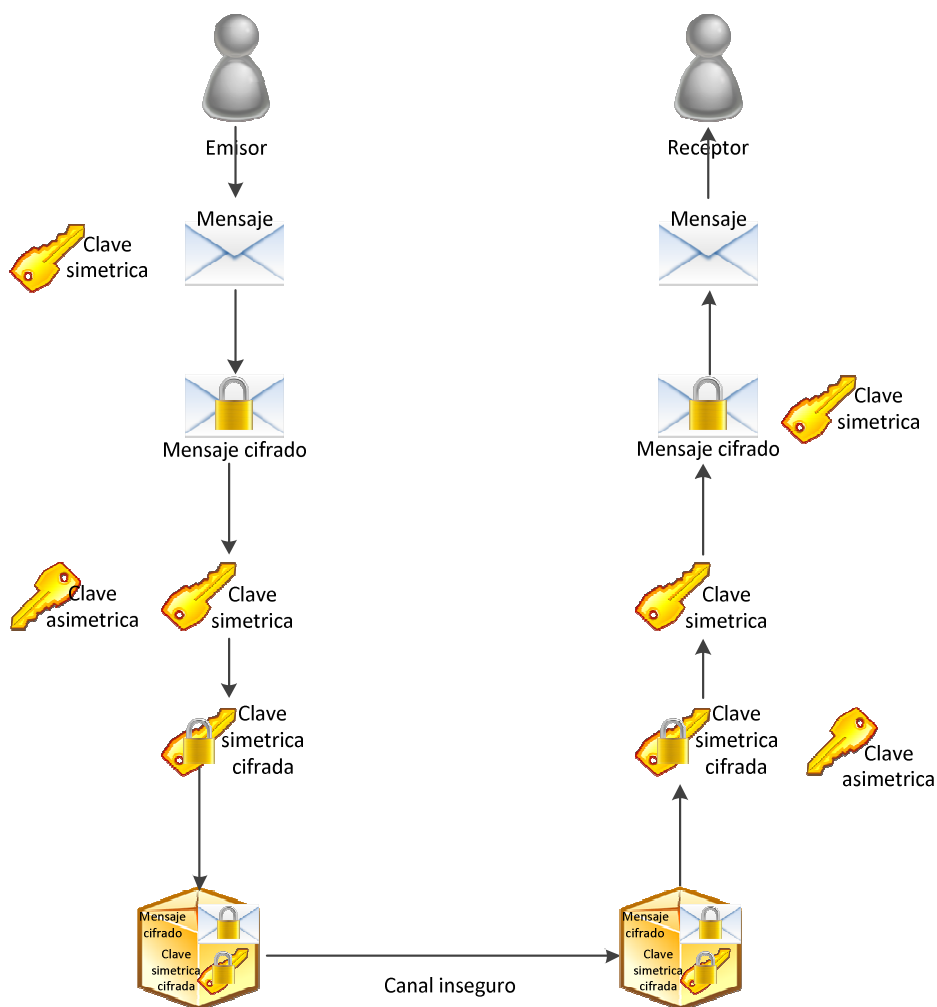 Emisor
Receptor
Mensaje
Mensaje
Clave
simetrica
Mensaje cifrado
Mensaje cifrado
Clave
simetrica
Clave
asimetrica
Clave
simetrica
Clave
simetrica
Clave
simetrica
cifrada
Clave
simetrica
cifrada
Clave
asimetrica
Mensaje
cifrado
Clave
simetrica
cifrada
Mensaje
cifrado
Clave
simetrica
cifrada
Canal inseguro